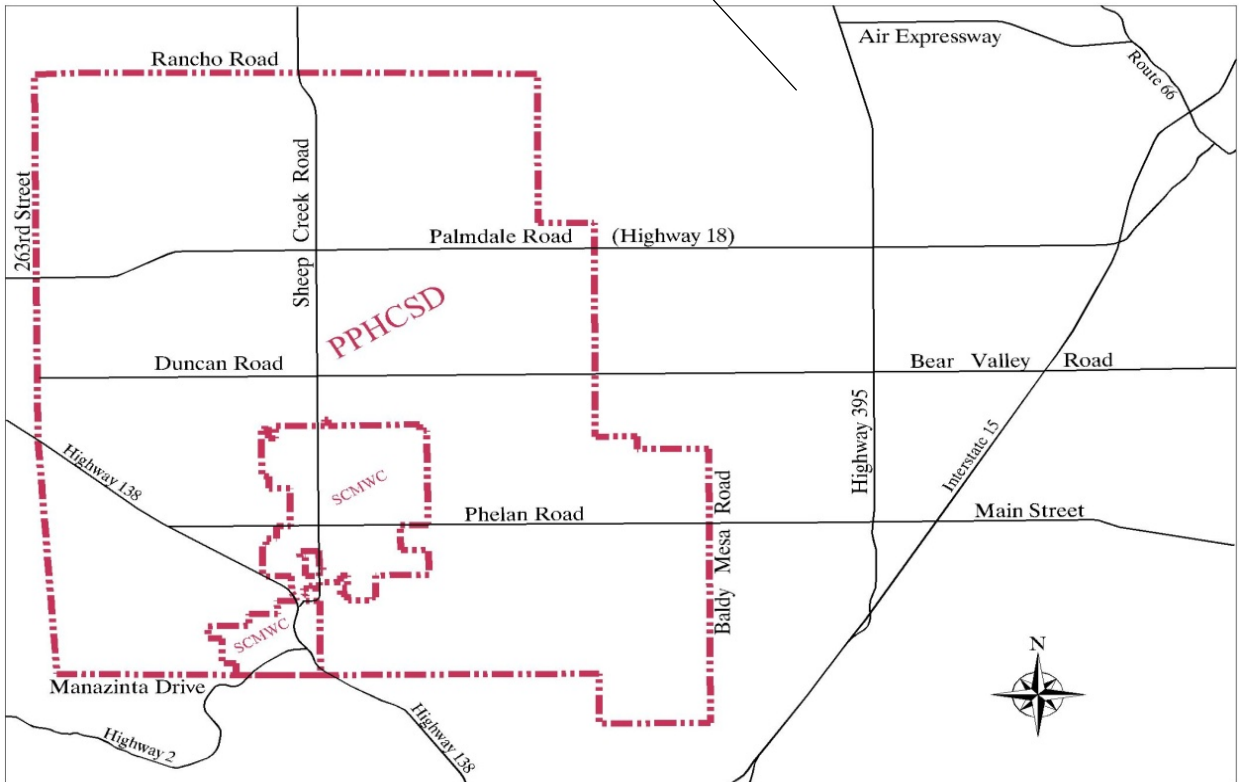 Air Expressway
Rancho Road
Route 66
263rd Street
Sheep Creek Road
Palmdale Road (Highway 18)
PPHCSD
Duncan Road
Bear Valley Road
Highway 138
Highway 395
Interstate 15
SCMWC
Phelan Road
Main Street
Baldy Mesa Road
SCMWC
N
Manazinta Drive
Highway 2
Highway 138